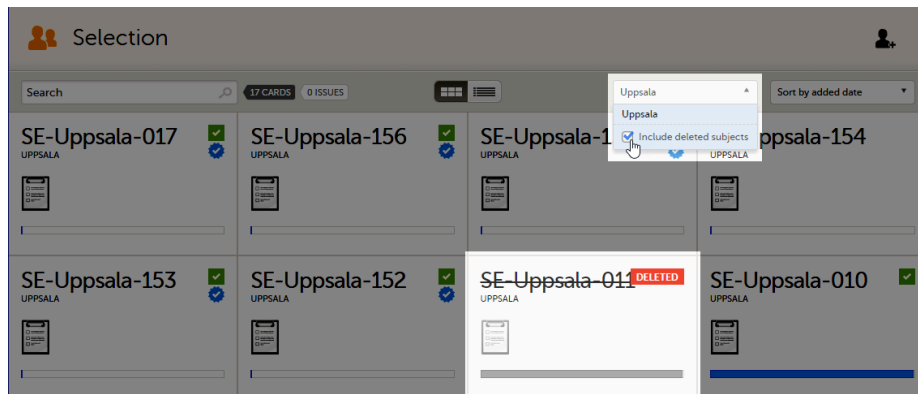 Selection
Search
17 CARDS
0 ISSUES
Uppsala
Sort by added date
Uppsala
Include deleted subjects
SE-Uppsala-017
UPPSALA
SE-Uppsala-156
UPPSALA
SE-Uppsala-1
UPPSALA
ppsala-154
UPPSALA
SE-Uppsala-153
UPPSALA
SE-Uppsala-152
UPPSALA
SE-Uppsala-011
DELETED
UPPSALA
SE-Uppsala-010
UPPSALA